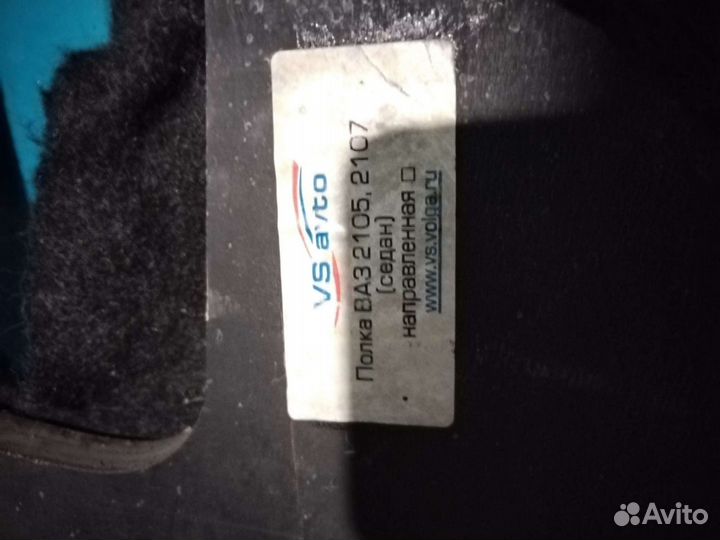 VS avto
Полка ВАЗ 2105, 2107
(седан)
направленная □
www.vs.volga.ru
Avito